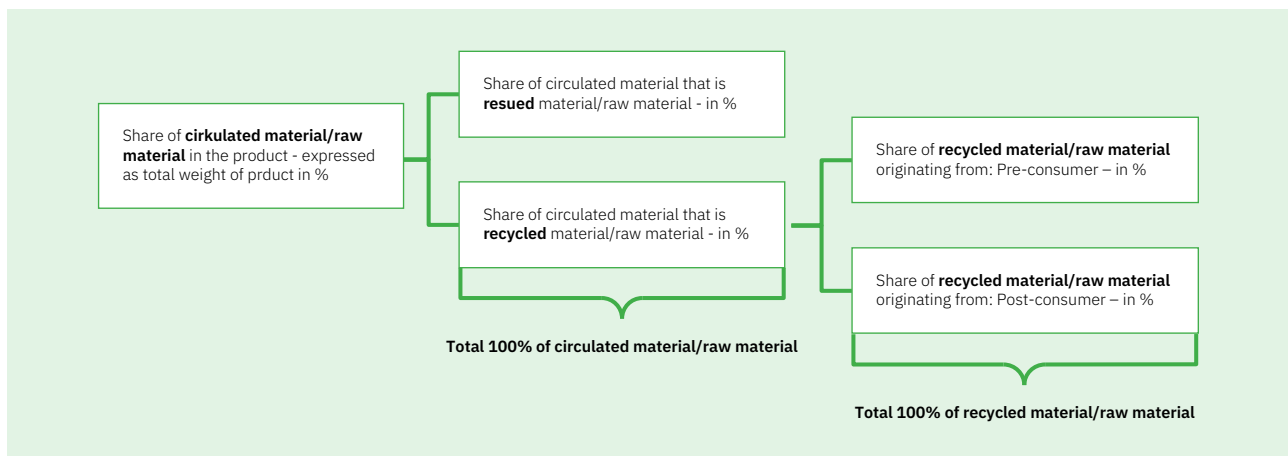 Share of cirkulated material/raw
material in the product - expressed
as total weight of prduct in %
Share of circulated material that is
resued material/raw material - in %
Share of circulated material that is
recycled material/raw material - in %
Total 100% of circulated material/raw material
Share of recycled material/raw material
originating from: Pre-consumer – in %
Share of recycled material/raw material
originating from: Post-consumer – in %
Total 100% of recycled material/raw material